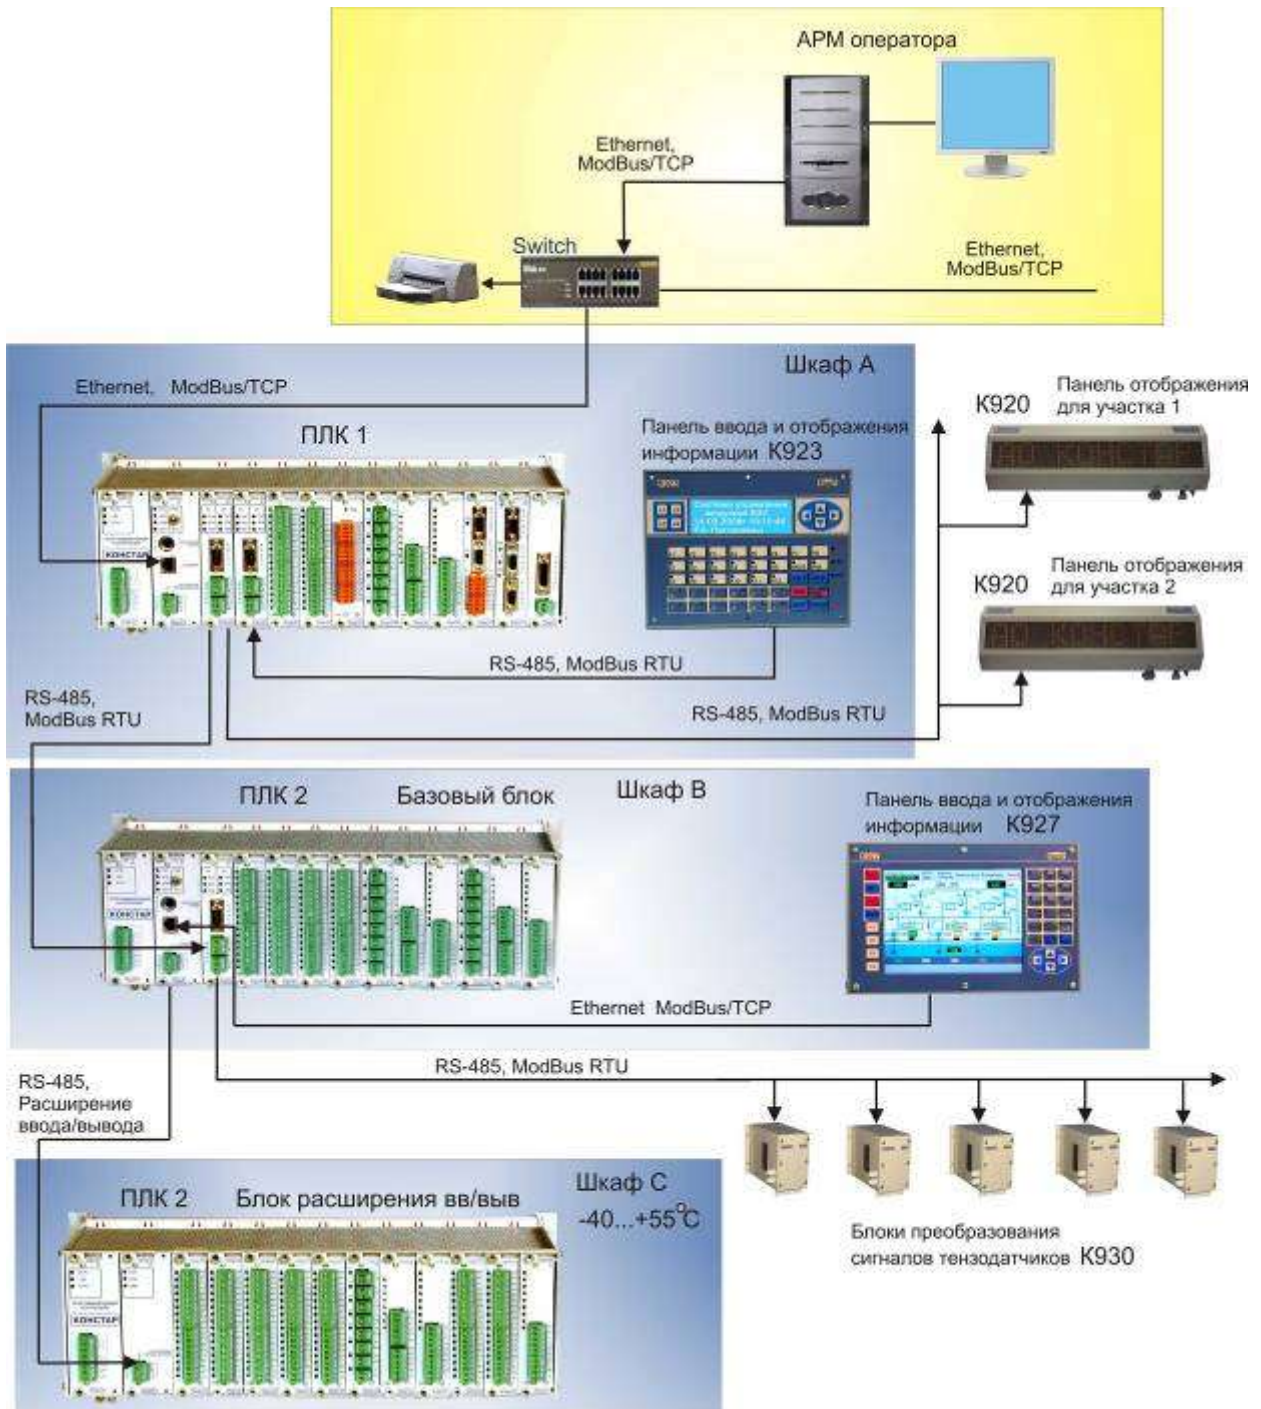 АРМ оператора
Ethernet,
ModBus/TCP
Switch
Ethernet,
ModBus/TCP
Шкаф А
Ethernet, ModBus/TCP
ПЛК 1
Панель ввода и отображения
информации К923
К920
Панель отображения
для участка 1
КОНСТАР
К920
Панель отображения
для участка 2
RS-485, ModBus RTU
RS-485,
ModBus RTU
RS-485, ModBus RTU
ПЛК 2
Базовый блок
Шкаф В
Панель ввода и отображения
информации К927
КОНСТАР
Ethernet ModBus/TCP
RS-485, ModBus RTU
RS-485,
Расширение
ввода/вывода
ПЛК 2
Блок расширения вв/выв
Шкаф С
-40...+55°С
Блоки преобразования
сигналов тензодатчиков К930
КОНСТАР